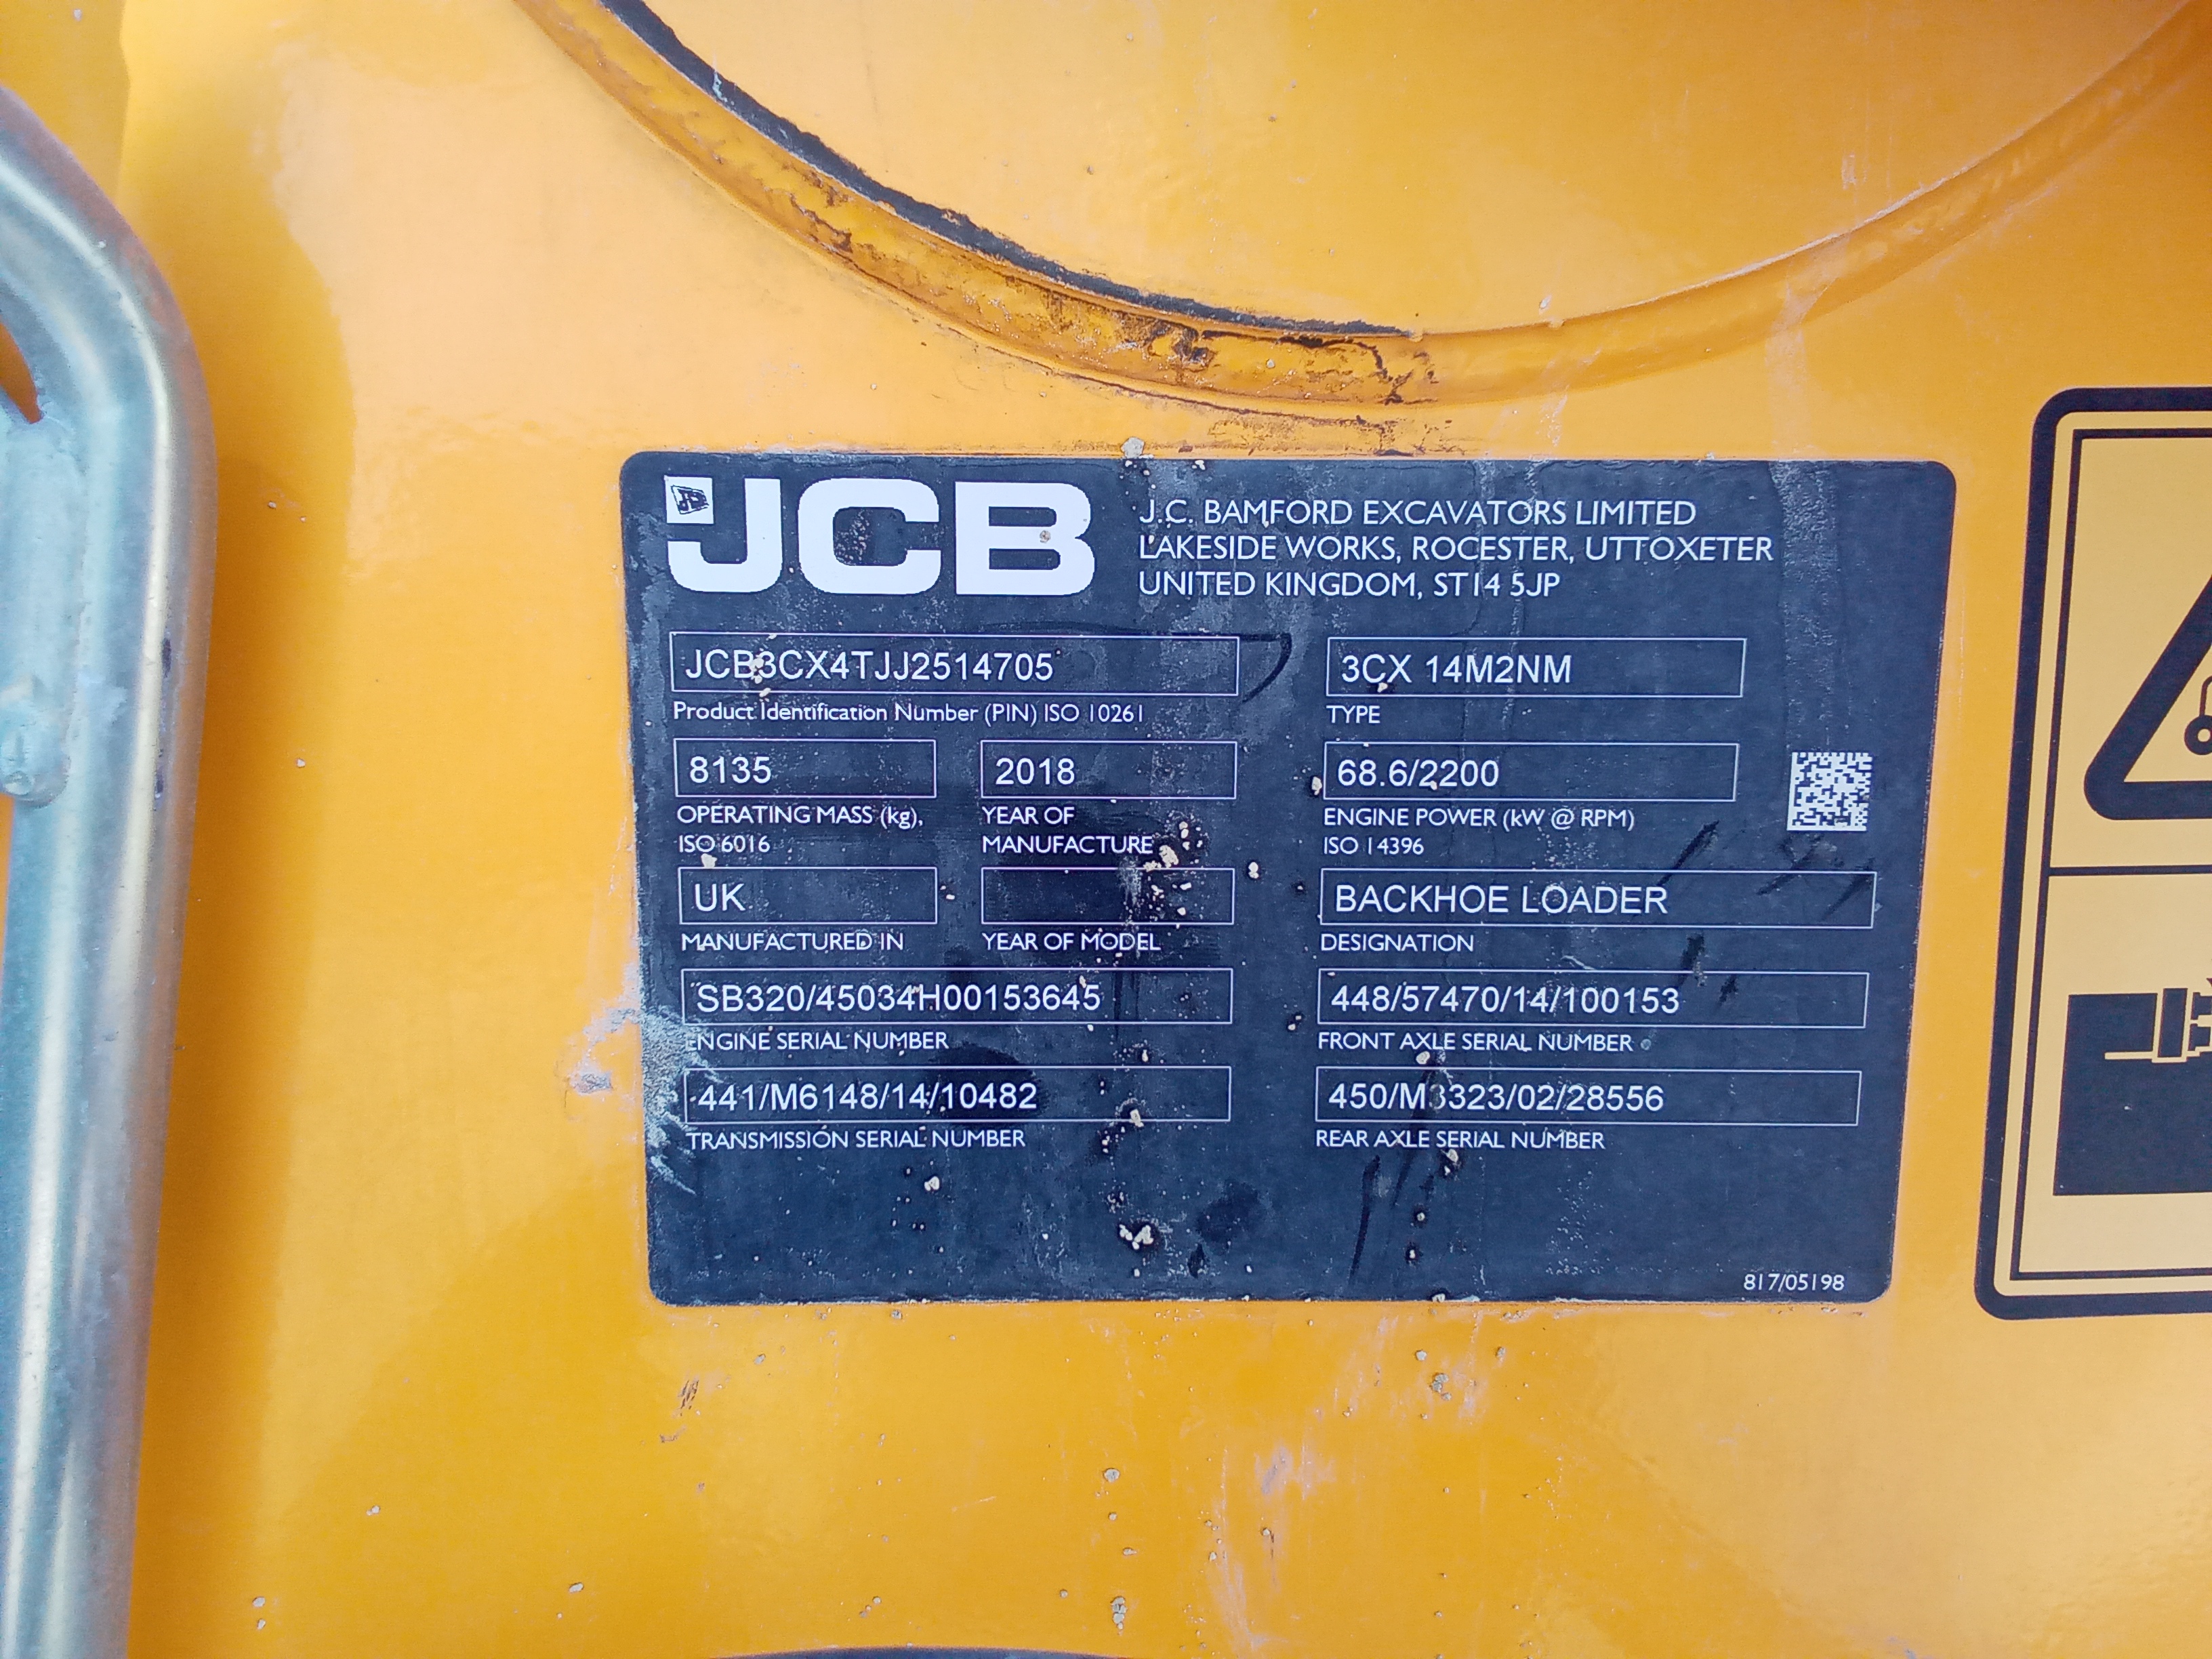 JCB
J.C. BAMFORD EXCAVATORS LIMITED
LAKESIDE WORKS, ROCESTER, UTTOXETER
UNITED KINGDOM, ST14 5JP
JCB3CX4TJJ2514705
Product Identification Number (PIN) ISO 10261
3CX 14M2NM
TYPE
8135
OPERATING MASS (kg),
ISO 6016
2018
YEAR OF
MANUFACTURE
68.6/2200
ENGINE POWER (kW @ RPM)
ISO 14396
UK
MANUFACTURED IN
YEAR OF MODEL
BACKHOE LOADER
DESIGNATION
SB320/45034H00153645
ENGINE SERIAL NUMBER
448/57470/14/100153
FRONT AXLE SERIAL NUMBER
441/M6148/14/10482
TRANSMISSION SERIAL NUMBER
450/M3323/02/28556
REAR AXLE SERIAL NUMBER
817/05198